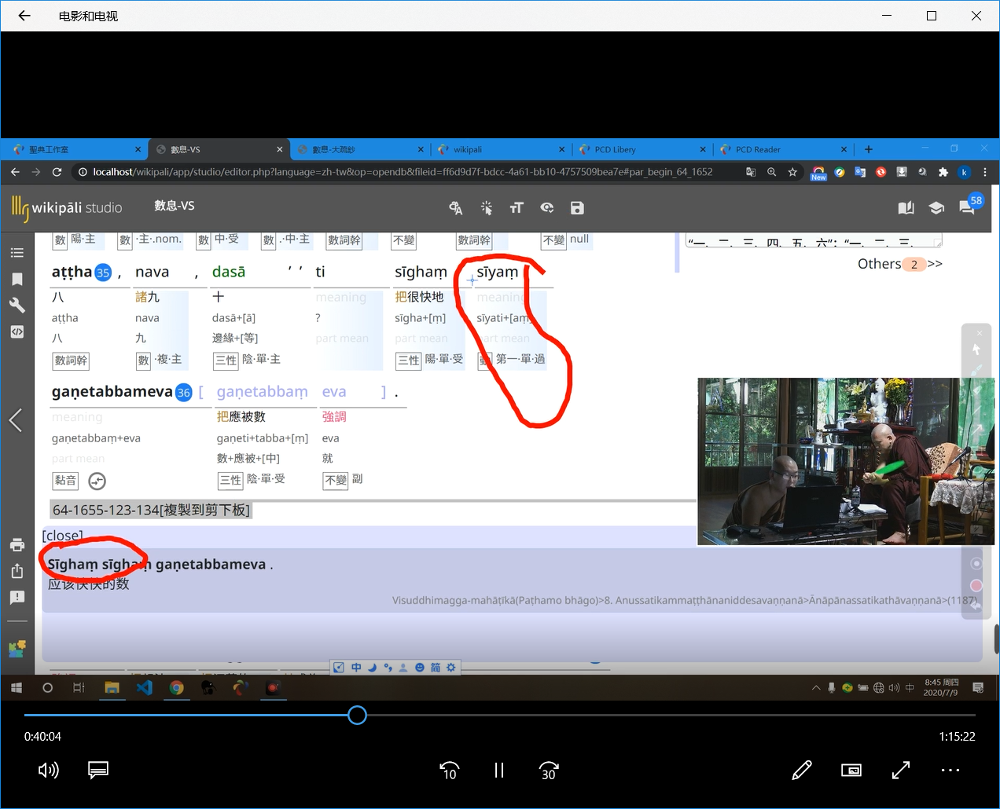 电影和电视
聖典工作室 數息-VS 數息-大疏鈔 wikipali PCD Libery PCD Reader
localhost/wikipali/app/studio/editor.php?language=zh-tw&op=opendb&fileid=ff6d9d7f-bdcc-4a61-bb10-4757509bea7e#par_begin_64_1652
New k
wikipāli studio 數息-VS 58
數 陽·主 數 ·主·.nom. 數 中·受 數 .·中·主 數詞幹 不變 數詞幹 不變 null
“一．二．三．四．五．六”；“一．二．三．
Others 2 >>
aṭṭha 35 , nava , dasā ’ ’ ti sīghaṃ sīyaṃ
八 諸九 十 meaning 把很快地 meaning
aṭṭha nava dasā+[ā] ? sīgha+[ṃ] sīyati+[aṃ]
八 九 邊緣+[等] part mean part mean part mean
數詞幹 數 ·複·主 三性 陰·單·主 三性 陽·單·受 第一·單·過
gaṇetabbameva 36 [ gaṇetabbaṃ eva ] .
meaning 把應被數 強調
gaṇetabbaṃ+eva gaṇeti+tabba+[ṃ] eva
part mean 數+應被+[中] 就
黏音 三性 陰·單·受 不變 副
64-1655-123-134[複製到剪下板]
[close]
Sīghaṃ sīghaṃ gaṇetabbameva .
应该快快的数
Visuddhimagga-mahāṭīkā(Paṭhamo bhāgo)>8. Anussatikammaṭṭhānaniddesavaṇṇanā>Ānāpānassatikathāvaṇṇanā>(1187)
中 简
中 8:45 周四
2020/7/9
0:40:04 1:15:22
10 30